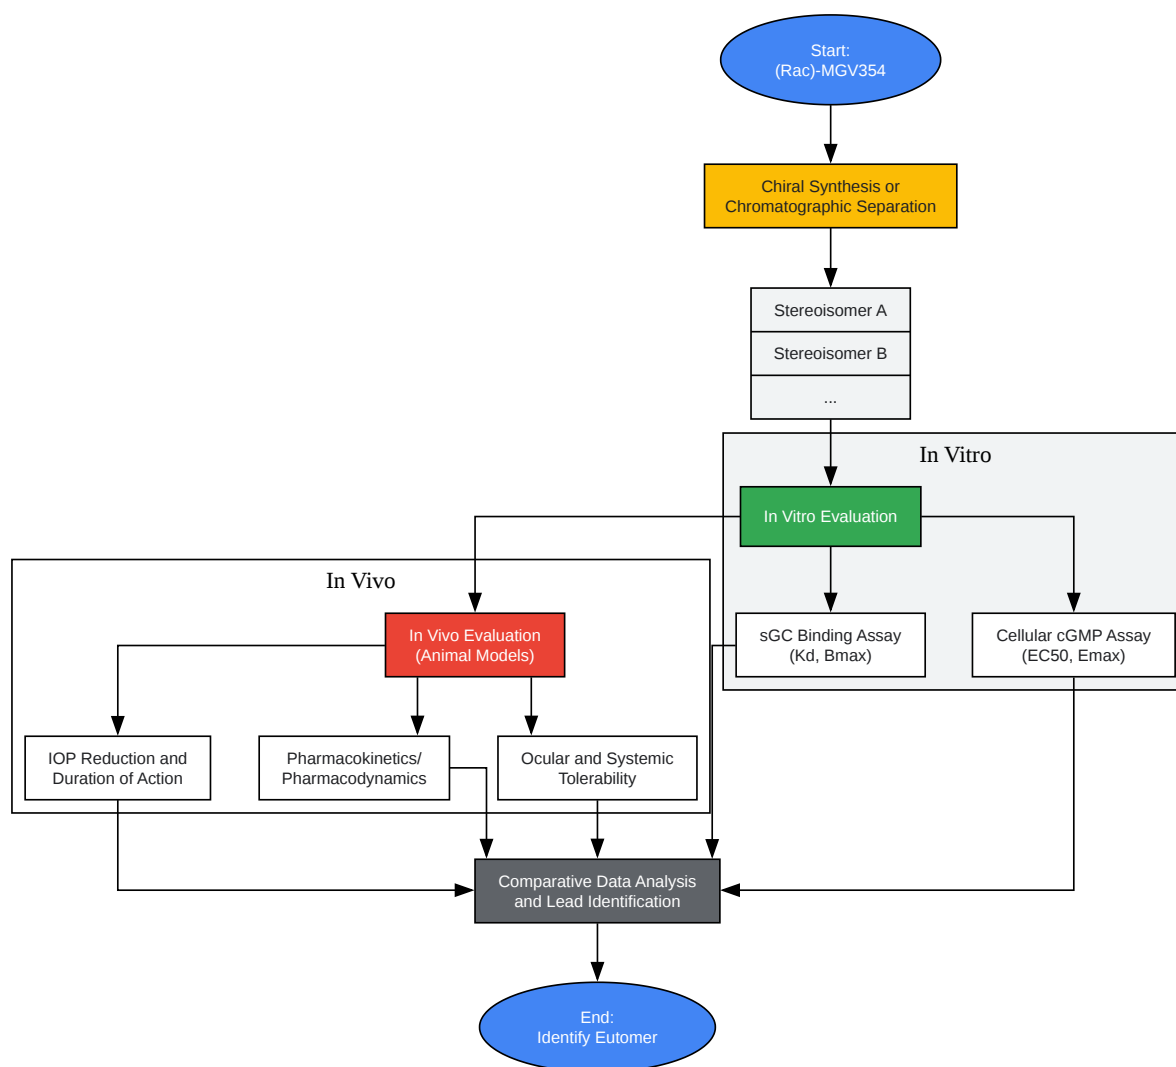 Start:
(Rac)-MGV354
Chiral Synthesis or
Chromatographic Separation
Stereoisomer A
Stereoisomer B
...
In Vitro
In Vitro Evaluation
In Vivo
In Vivo Evaluation
(Animal Models)
sGC Binding Assay
(Kd, Bmax)
Cellular cGMP Assay
(EC50, Emax)
IOP Reduction and
Duration of Action
Pharmacokinetics/
Pharmacodynamics
Ocular and Systemic
Tolerability
Comparative Data Analysis
and Lead Identification
End:
Identify Eutomer